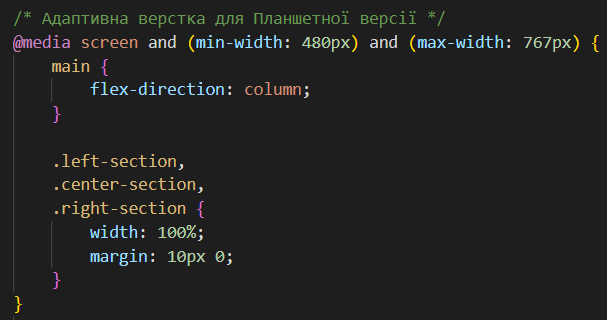 /* Адаптивна верстка для Планшетної версії */
@media screen and (min-width: 480px) and (max-width: 767px) {
    main {
        flex-direction: column;
    }

    .left-section,
    .center-section,
    .right-section {
        width: 100%;
        margin: 10px 0;
    }
}